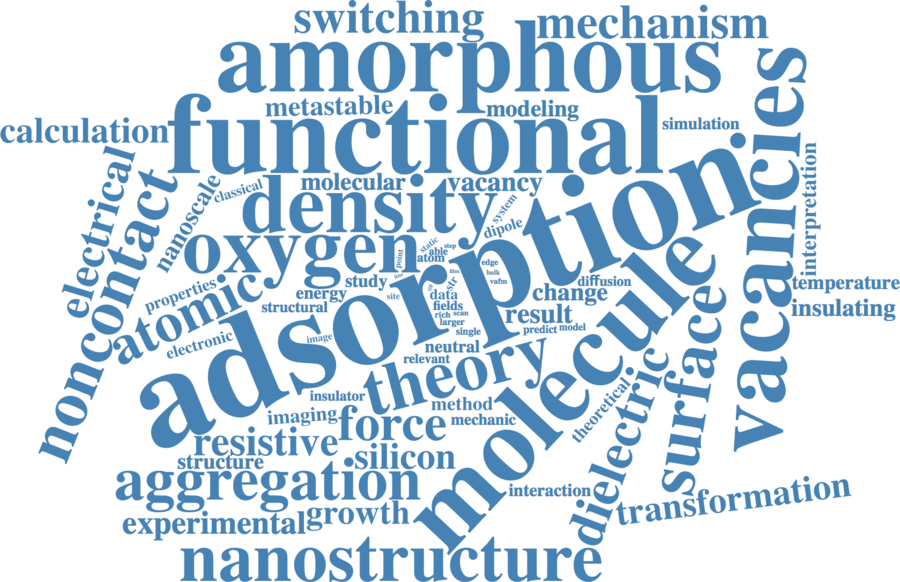 switching
mechanism
amorphous
metastable
modeling
functional
calculation
simulation
vacancies
electrical
noncontact
nanoscale
classical
molecular
vacancy
density
system
dipole
interpretation
oxygen
static
step
able
atom
point
edge
bulk
vafm
adsorption
study
properties
atomic
energy
structural
site
str
data
fields
rich
scan
larger
single
change
diffusion
result
predict
model
temperature
insulating
electronic
image
neutral
relevant
theory
molecule
surface
insulator
imaging
force
method
mechanic
theoretical
dielectric
resistive
structure
silicon
aggregation
interaction
transformation
experimental
growth
nanostructure